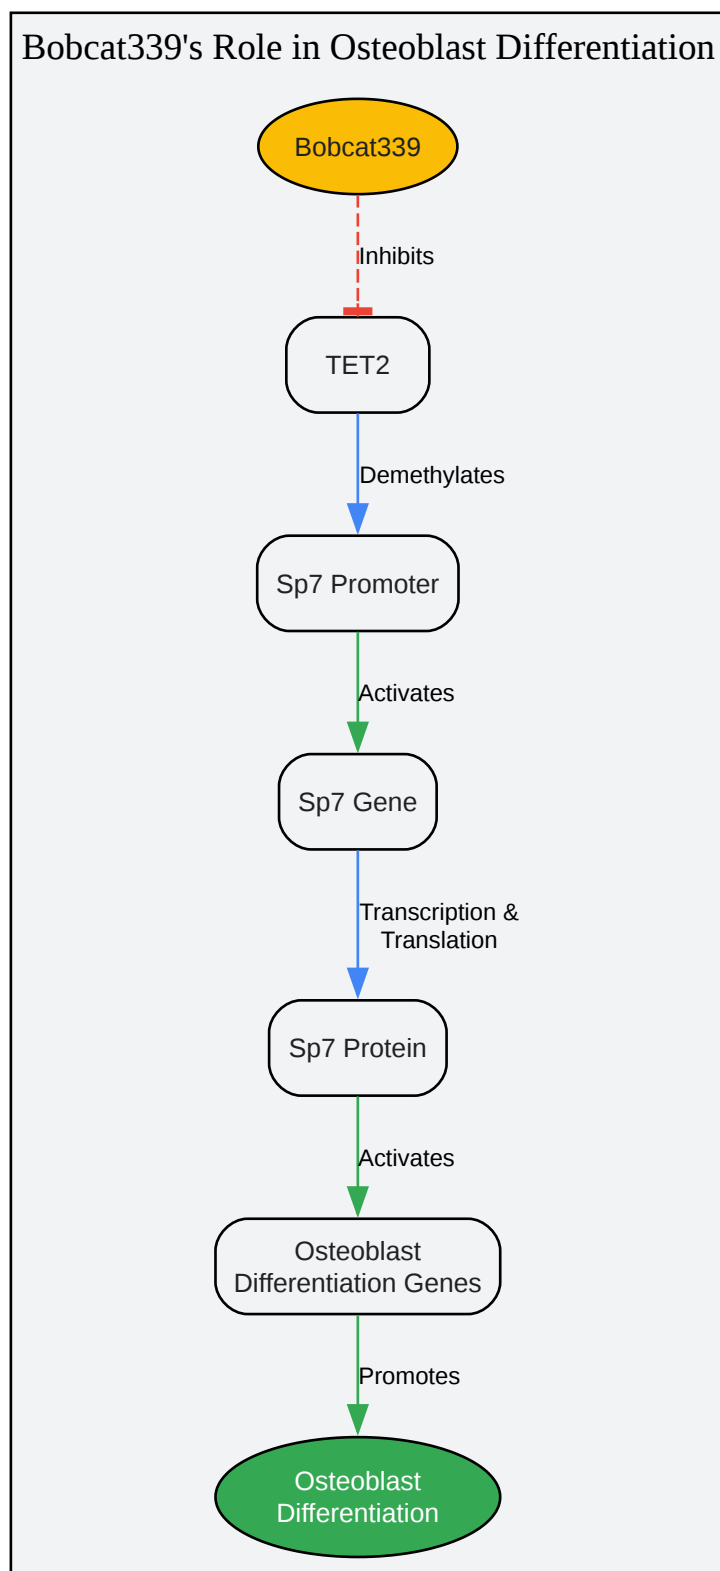 Bobcat339's Role in Osteoblast Differentiation
Bobcat339
Inhibits
TET2
Demethylates
Sp7 Promoter
Activates
Sp7 Gene
Transcription &
Translation
Sp7 Protein
Activates
Osteoblast
Differentiation Genes
Promotes
Osteoblast
Differentiation